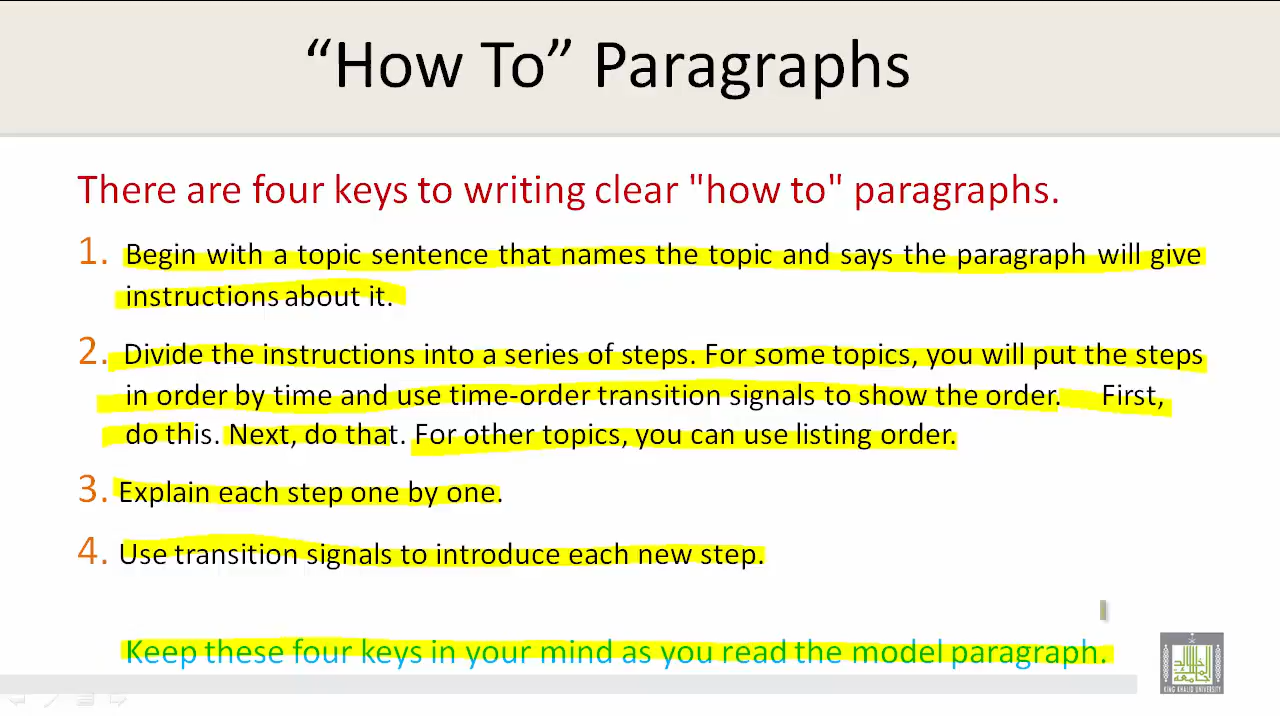 “How To” Paragraphs
There are four keys to writing clear "how to" paragraphs.
1. Begin with a topic sentence that names the topic and says the paragraph will give
instructions about it.
2. Divide the instructions into a series of steps. For some topics, you will put the steps
in order by time and use time-order transition signals to show the order. First,
do this. Next, do that. For other topics, you can use listing order.
3. Explain each step one by one.
4. Use transition signals to introduce each new step.
Keep these four keys in your mind as you read the model paragraph.
KING KHALID UNIVERSITY